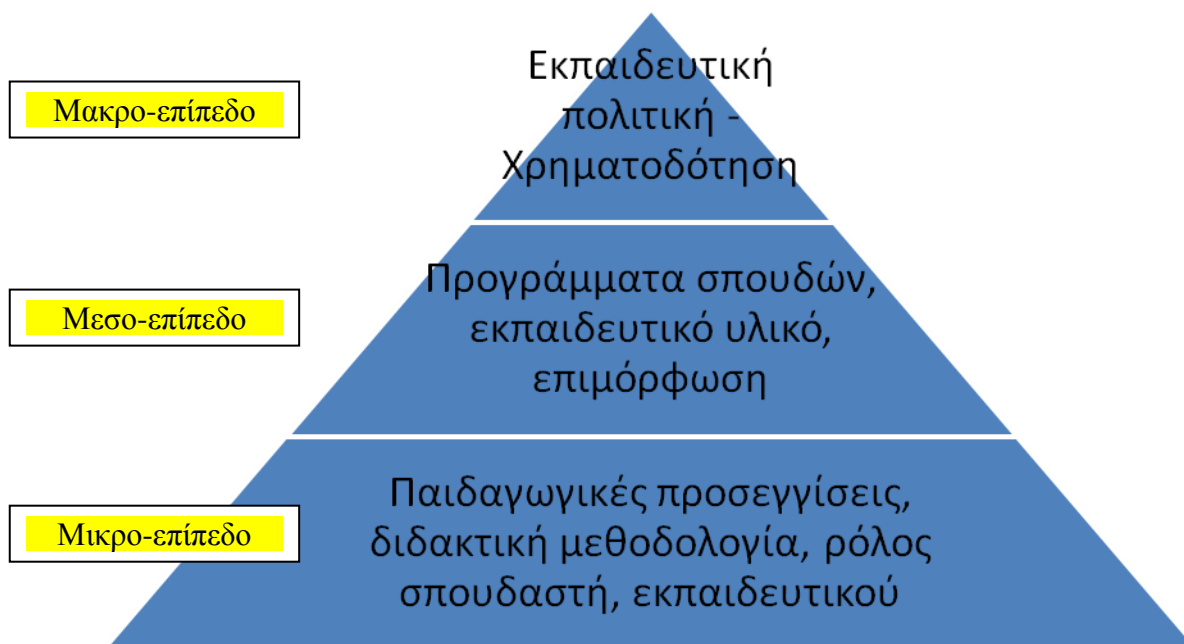 Μακρο-επίπεδο
Εκπαιδευτική
πολιτική -
Χρηματοδότηση
Μεσο-επίπεδο
Προγράμματα σπουδών,
εκπαιδευτικό υλικό,
επιμόρφωση
Μικρο-επίπεδο
Παιδαγωγικές προσεγγίσεις,
διδακτική μεθοδολογία, ρόλος
σπουδαστή, εκπαιδευτικού